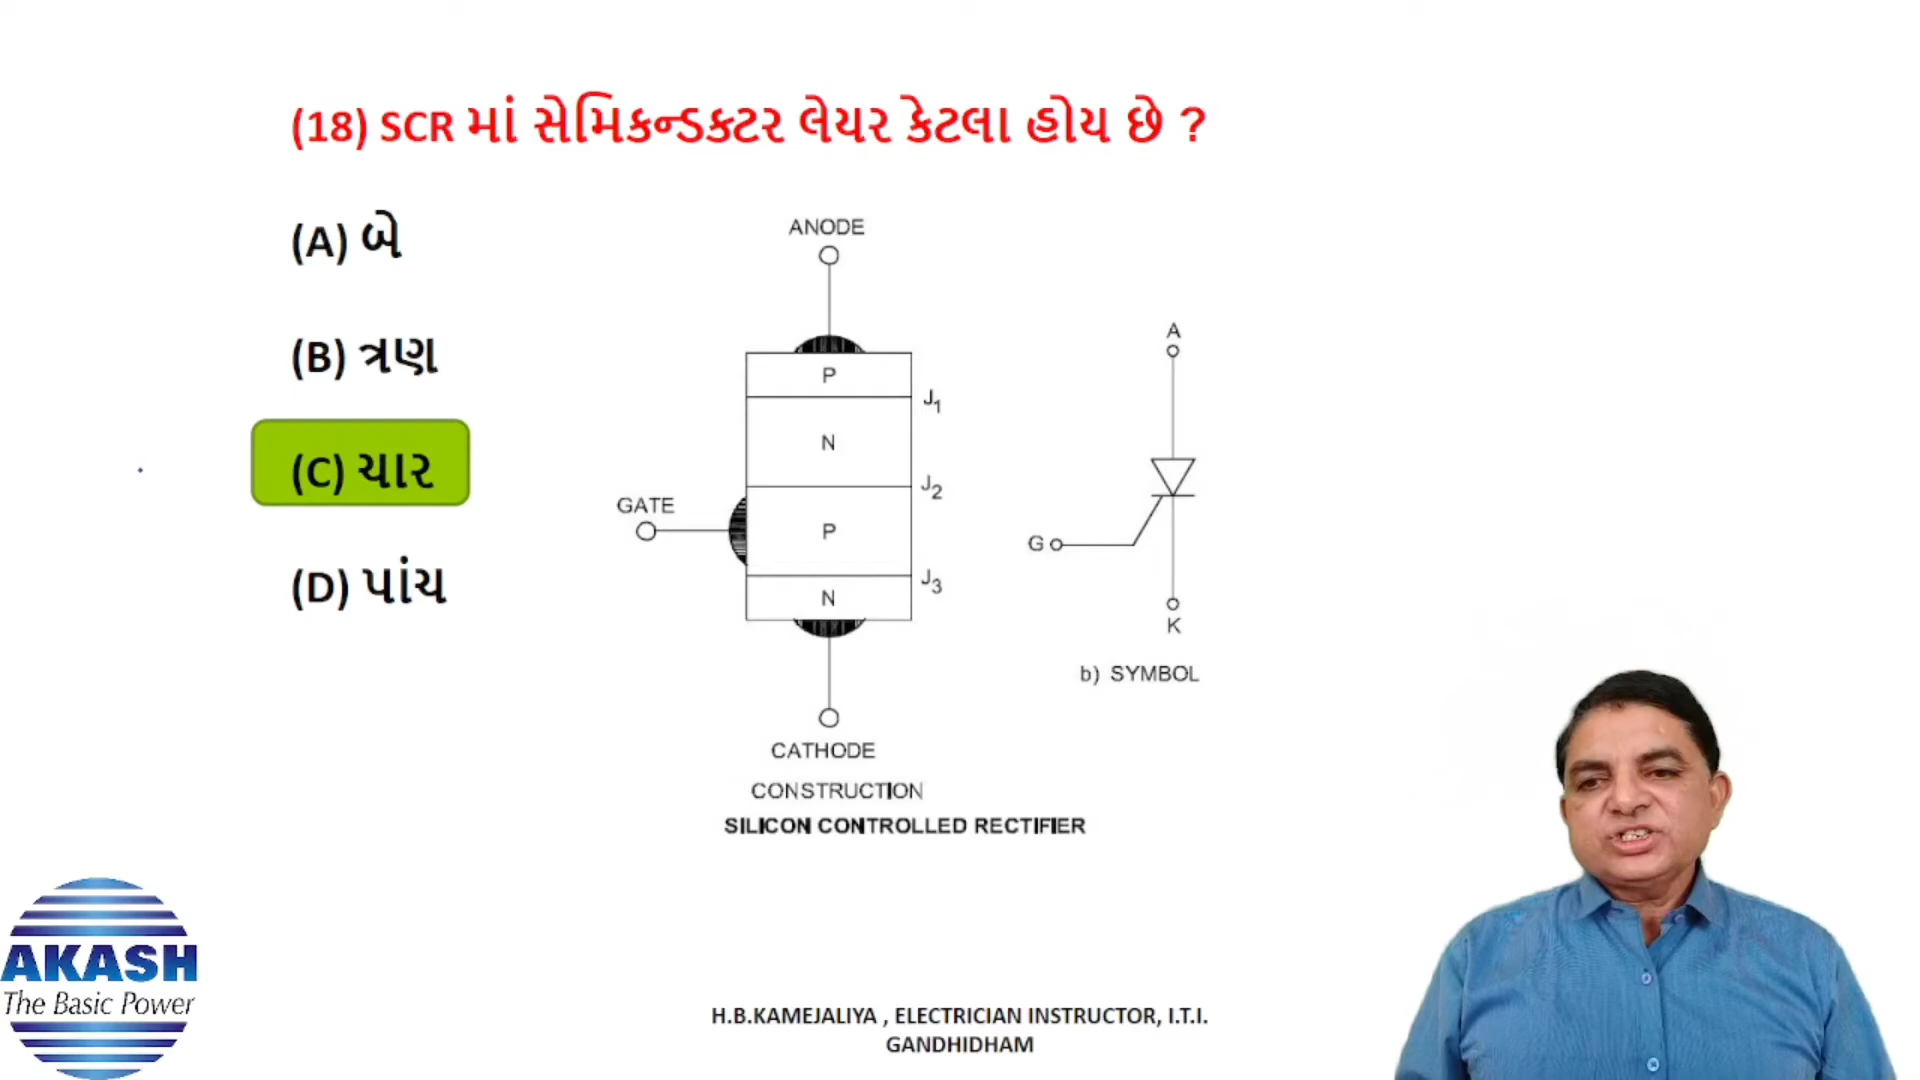 (18) SCR માં સેમિકન્ડક્ટર લેયર કેટલા હોય છે ?
(A) બે
(B) ત્રણ
(C) ચાર
(D) પાંચ
ANODE
P
J1
N
J2
GATE
P
J3
N
CATHODE
CONSTRUCTION
SILICON CONTROLLED RECTIFIER
A
G
K
b) SYMBOL
AKASH
The Basic Power
H.B.KAMEJALIYA , ELECTRICIAN INSTRUCTOR, I.T.I.
GANDHIDHAM